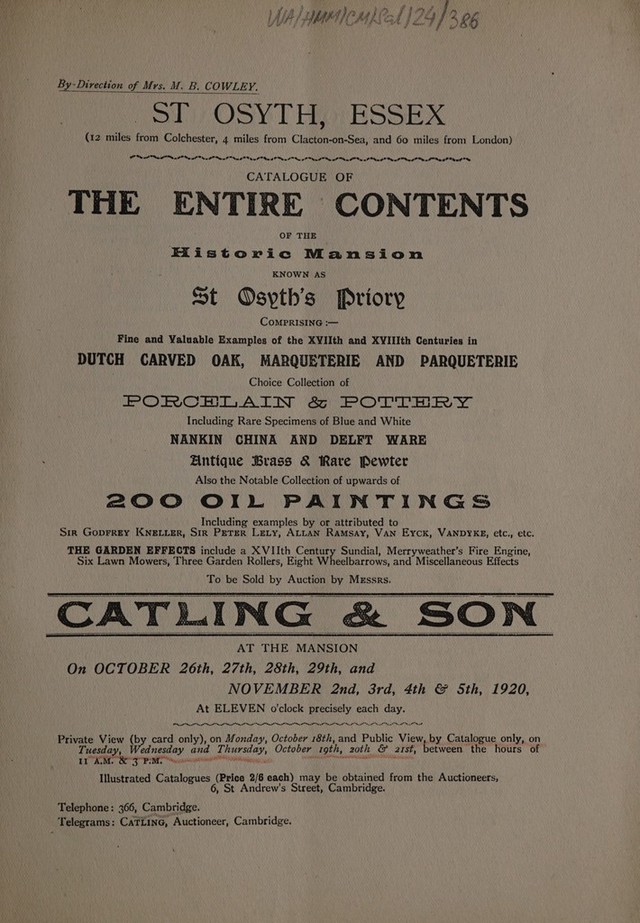 WA/HMM/CM/Sal/24/386
By-Direction of Mrs. M. B. COWLEY.
ST OSYTH, ESSEX
(12 miles from Colchester, 4 miles from Clacton-on-Sea, and 60 miles from London)
CATALOGUE OF
THE ENTIRE CONTENTS
OF THE
Historic Mansion
KNOWN AS
St Osyth's Priory
COMPRISING :—
Fine and Valuable Examples of the XVIIth and XVIIIth Centuries in
DUTCH CARVED OAK, MARQUETERIE AND PARQUETERIE
Choice Collection of
PORCELAIN & POTTERY
Including Rare Specimens of Blue and White
NANKIN CHINA AND DELFT WARE
Antique Brass & Rare Pewter
Also the Notable Collection of upwards of
200 OIL PAINTINGS
Including examples by or attributed to
SIR GODFREY KNELLER, SIR PETER LELY, ALLAN RAMSAY, VAN EYCK, VANDYKE, etc., etc.
THE GARDEN EFFECTS include a XVIIth Century Sundial, Merryweather's Fire Engine,
Six Lawn Mowers, Three Garden Rollers, Eight Wheelbarrows, and Miscellaneous Effects
To be Sold by Auction by MESSRS.
CATLING & SON
AT THE MANSION
On OCTOBER 26th, 27th, 28th, 29th, and
NOVEMBER 2nd, 3rd, 4th & 5th, 1920,
At ELEVEN o'clock precisely each day.
Private View (by card only), on Monday, October 18th, and Public View, by Catalogue only, on
Tuesday, Wednesday and Thursday, October 19th, 20th & 21st, between the hours of
11 A.M. & 3 P.M.
Illustrated Catalogues (Price 2/6 each) may be obtained from the Auctioneers,
6, St Andrew's Street, Cambridge.
Telephone: 366, Cambridge.
Telegrams: CATLING, Auctioneer, Cambridge.